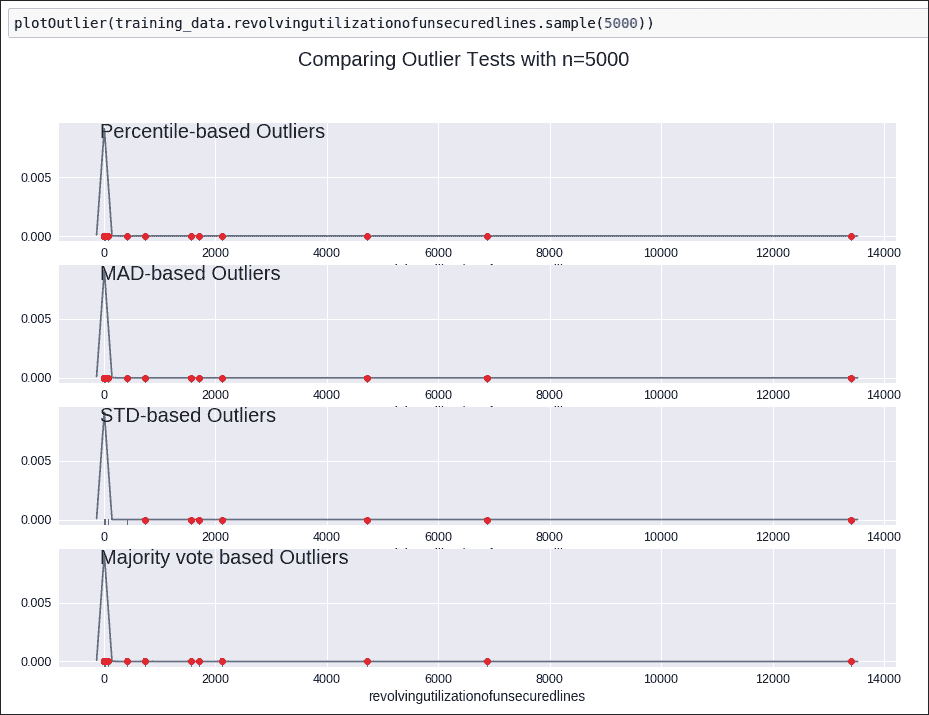 plotOutlier(training_data.revolvingutilizationofunsecuredlines.sample(5000))
Comparing Outlier Tests with n=5000
Percentile-based Outliers
0.005
0.000
0 2000 4000 6000 8000 10000 12000 14000
MAD-based Outliers
0.005
0.000
0 2000 4000 6000 8000 10000 12000 14000
STD-based Outliers
0.005
0.000
0 2000 4000 6000 8000 10000 12000 14000
Majority vote based Outliers
0.005
0.000
0 2000 4000 6000 8000 10000 12000 14000
revolvingutilizationofunsecuredlines